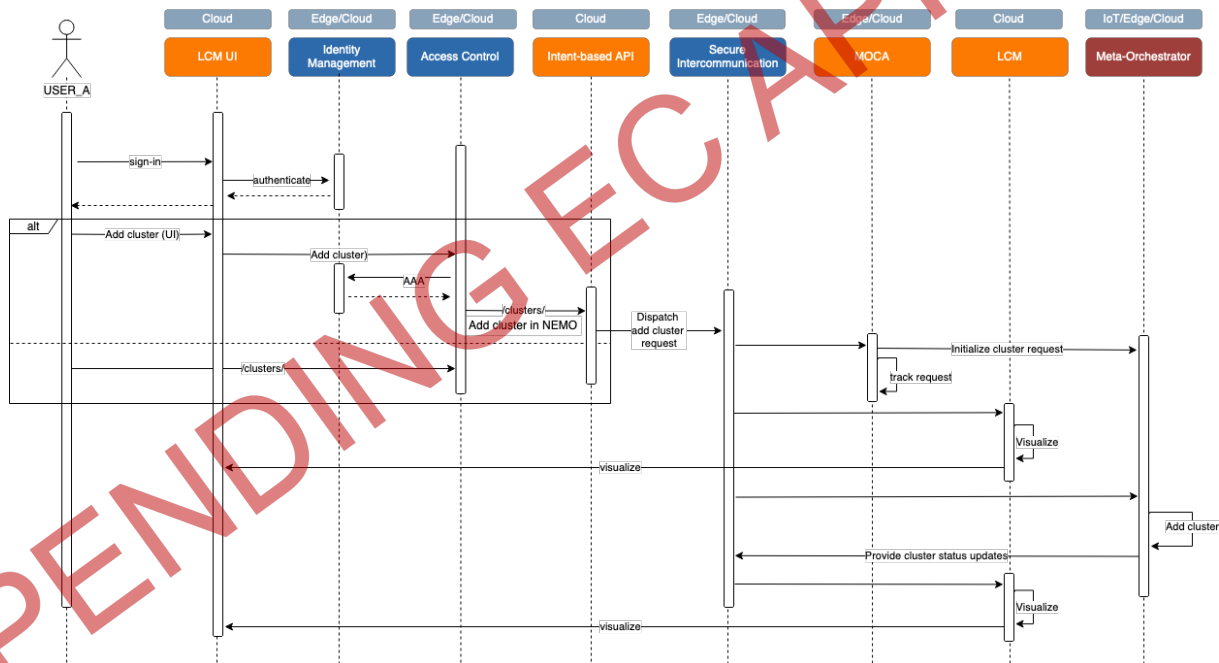 Cloud
Edge/Cloud
Edge/Cloud
Cloud
Edge/Cloud
Edge/Cloud
Cloud
IoT/Edge/Cloud
LCM UI
Identity
Management
Access Control
Intent-based API
Secure
Intercommunication
MOCA
LCM
Meta-Orchestrator
USER_A
sign-in
authenticate
alt
Add cluster (UI)
Add cluster)
AAA
/clusters/
Add cluster in NEMO
Dispatch
add cluster
request
Initialize cluster request
/clusters/
track request
Visualize
visualize
Add cluster
Provide cluster status updates
Visualize
visualize
PENDING EC AP